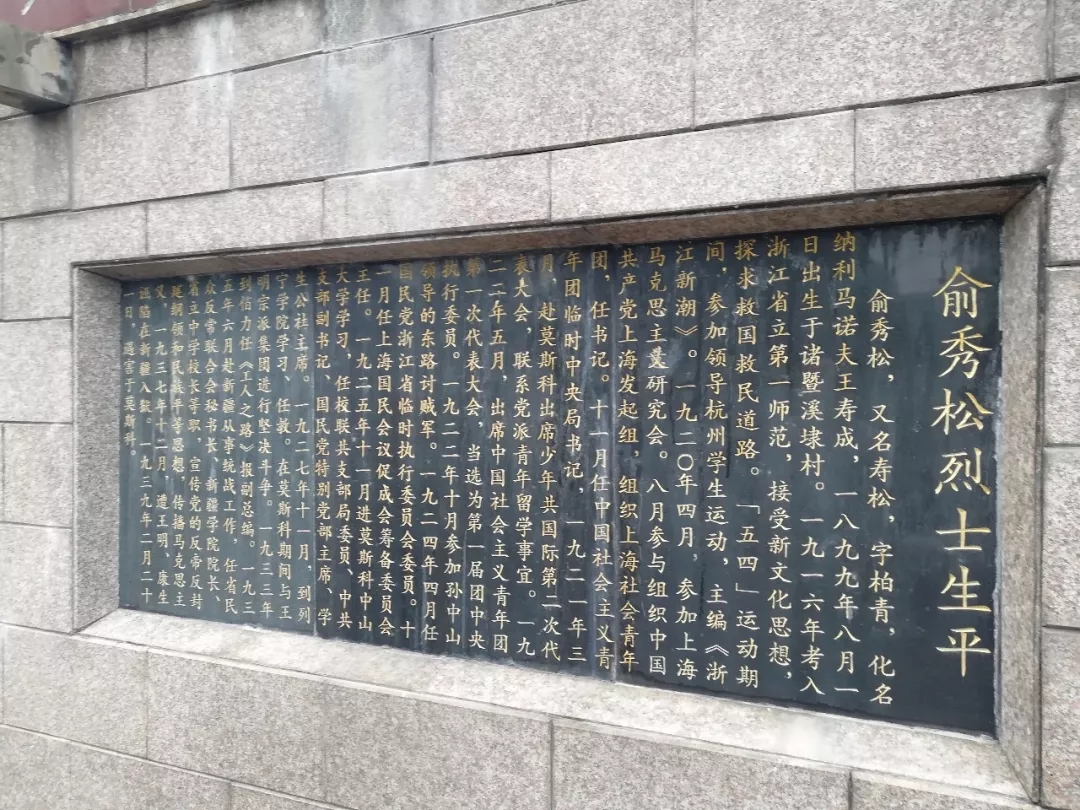 俞秀松烈士生平
俞秀松，又名寿松，字柏青，化名
纳利马诺夫王寿成，一八九九年八月一
日出生于诸暨溪埭村。一九一六年考入
浙江省立第一师范，接受新文化思想，
探求救国救民道路。「五四」运动期
间，参加领导杭州学生运动，主编《浙
江新潮》。一九二〇年四月，参加上海
马克思主义研究会。八月参与组织中国
共产党上海发起组，组织上海社会青年
团，任书记。十一月任中国社会主义青
年团临时中央局书记，一九二一年三
月，赴莫斯科出席少年共国际第二次代
表大会，联系党派青年留学事宜。一九
二二年五月，出席中国社会主义青年团
第一次代表大会，当选为第一届团中央
执行委员。一九二二年十月参加孙中山
领导的东路讨贼军。一九二四年四月任
国民党浙江省临时执行委员会委员。十
一月任上海国民会议促成会筹备委员会
主任。一九二五年十一月进莫斯科中山
大学学习，任校联共支部局委员、中共
支部副书记、国民党特别党部主席、学
生公社主席。一九二七年十一月，到列
宁学院学习、任教。在莫斯科期间与王
明宗派集团进行坚决斗争。一九三三年
到伯力任《工人之路》报副总编。一九三
五年六月赴新疆从事统战工作，任省民
众反帝联合会秘书长、新疆学院院长、
省立中学校长等职，宣传党的反帝反封
建纲领和民族平等思想，传播马克思主
义。一九三七年十二月，遭王明、康生
诬陷在新疆入狱。一九三九年二月二十
一日，遇害于莫斯科。